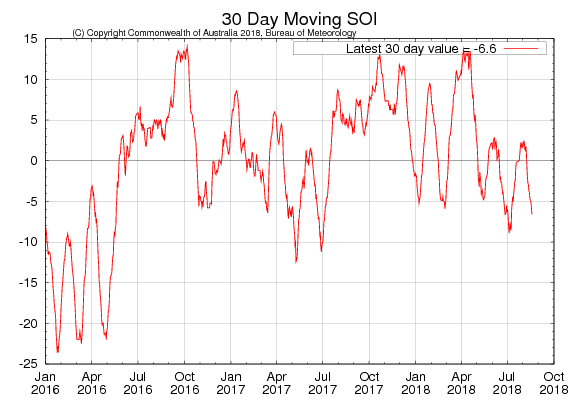 30 Day Moving SOI
(C) Copyright Commonwealth of Australia 2018, Bureau of Meteorology
Latest 30 day value = -6.6
15
10
5
0
-5
-10
-15
-20
-25
Jan Apr Jul Oct Jan Apr Jul Oct Jan Apr Jul Oct
2016 2016 2016 2016 2017 2017 2017 2017 2018 2018 2018 2018